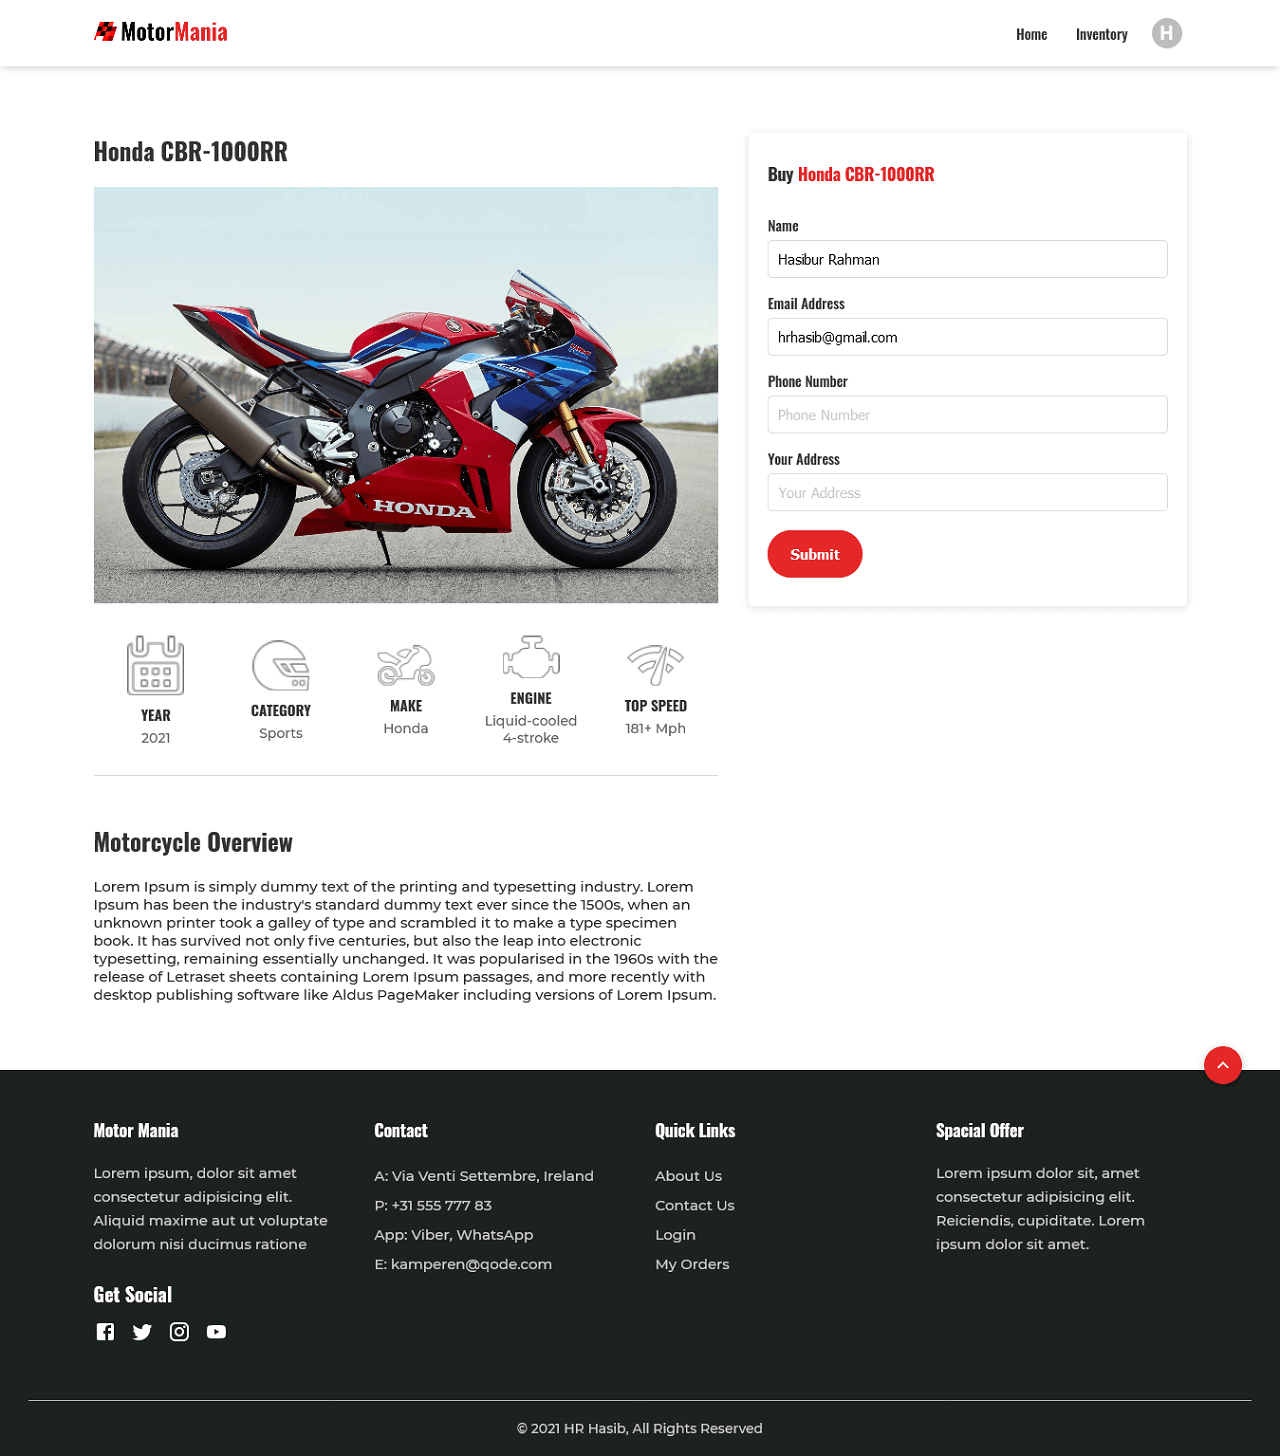 MotorMania
Home
Inventory
H
Honda CBR-1000RR
HONDA
YEAR
2021
CATEGORY
Sports
MAKE
Honda
ENGINE
Liquid-cooled
4-stroke
TOP SPEED
181+ Mph
Motorcycle Overview
Lorem Ipsum is simply dummy text of the printing and typesetting industry. Lorem
Ipsum has been the industry's standard dummy text ever since the 1500s, when an
unknown printer took a galley of type and scrambled it to make a type specimen
book. It has survived not only five centuries, but also the leap into electronic
typesetting, remaining essentially unchanged. It was popularised in the 1960s with the
release of Letraset sheets containing Lorem Ipsum passages, and more recently with
desktop publishing software like Aldus PageMaker including versions of Lorem Ipsum.
Buy Honda CBR-1000RR
Name
Hasibur Rahman
Email Address
hrhasib@gmail.com
Phone Number
Phone Number
Your Address
Your Address
Submit
Motor Mania
Lorem ipsum, dolor sit amet
consectetur adipisicing elit.
Aliquid maxime aut ut voluptate
dolorum nisi ducimus ratione
Get Social
Contact
A: Via Venti Settembre, Ireland
P: +31 555 777 83
App: Viber, WhatsApp
E: kamperen@qode.com
Quick Links
About Us
Contact Us
Login
My Orders
Spacial Offer
Lorem ipsum dolor sit, amet
consectetur adipisicing elit.
Reiciendis, cupiditate. Lorem
ipsum dolor sit amet.
© 2021 HR Hasib, All Rights Reserved